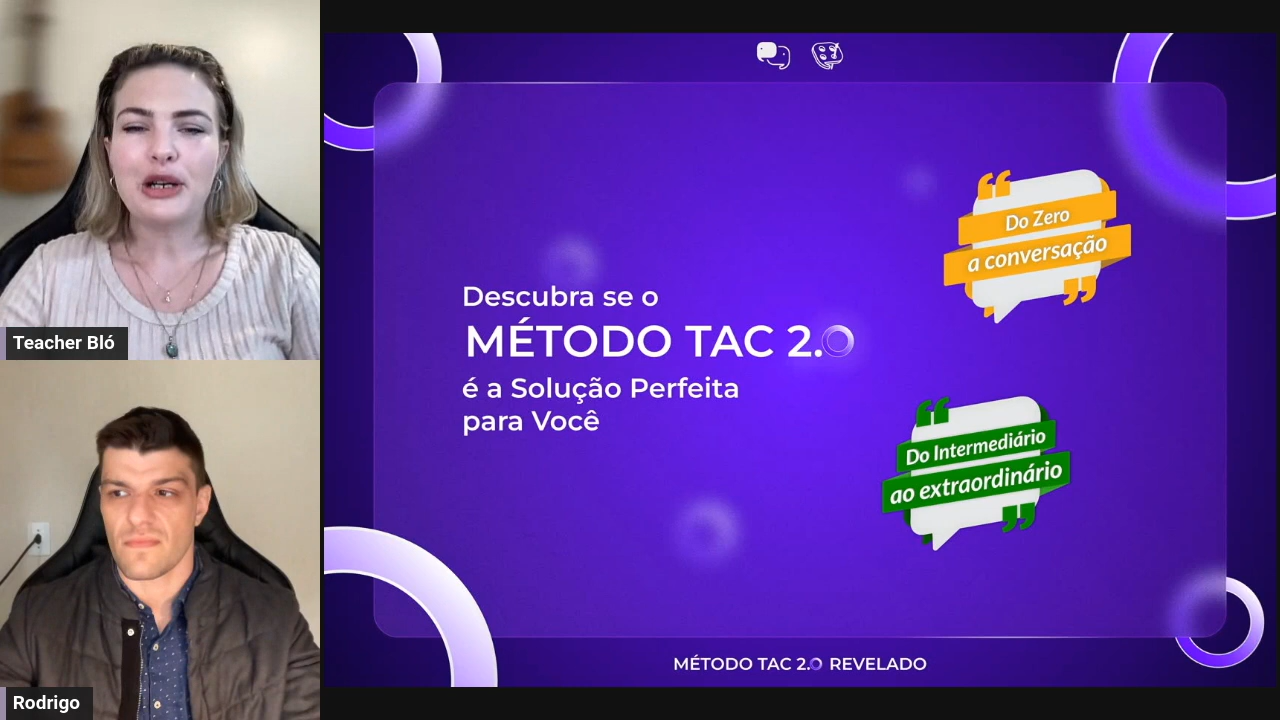 Teacher Bló
Rodrigo
Descubra se o
MÉTODO TAC 2.0
é a Solução Perfeita
para Você
Do Zero
a conversação
Do Intermediário
ao extraordinário
MÉTODO TAC 2.0 REVELADO